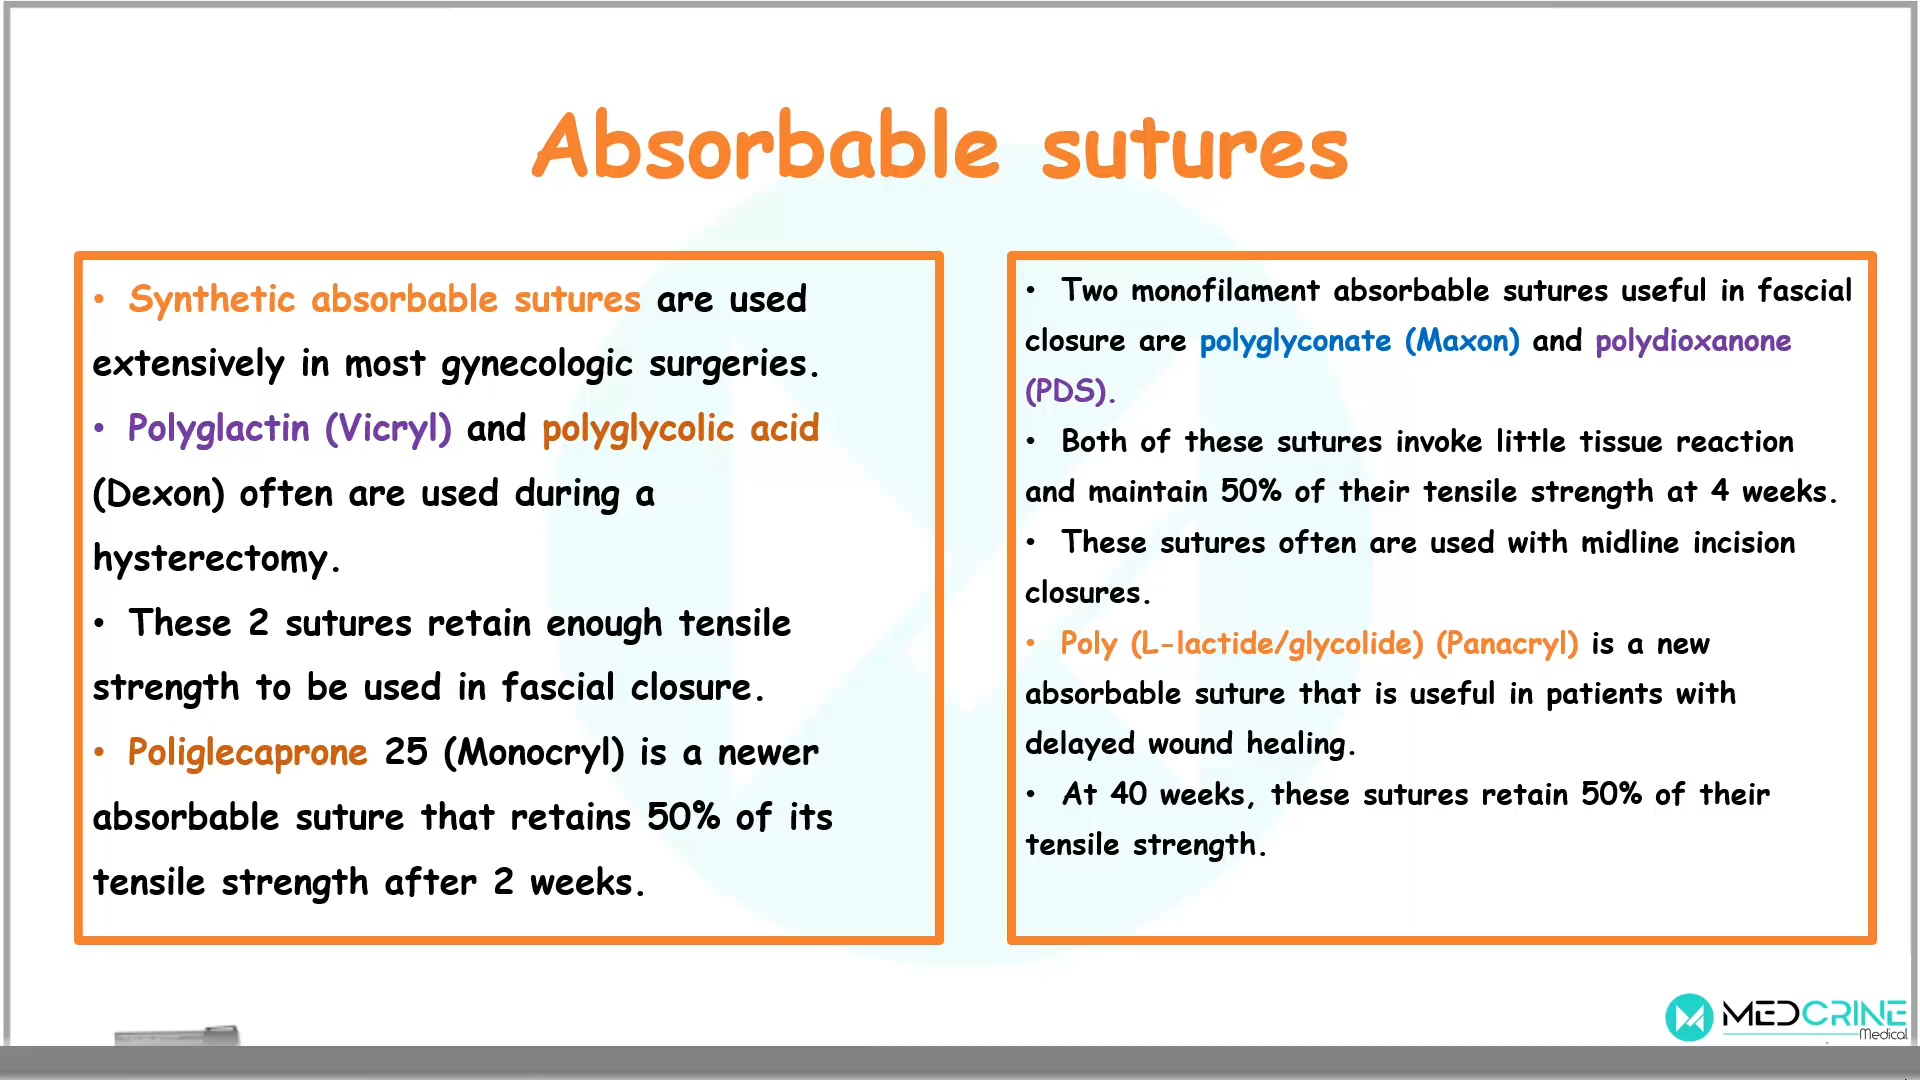 Absorbable sutures
• Synthetic absorbable sutures are used
extensively in most gynecologic surgeries.
• Polyglactin (Vicryl) and polyglycolic acid
(Dexon) often are used during a
hysterectomy.
• These 2 sutures retain enough tensile
strength to be used in fascial closure.
• Poliglecaprone 25 (Monocryl) is a newer
absorbable suture that retains 50% of its
tensile strength after 2 weeks.
• Two monofilament absorbable sutures useful in fascial
closure are polyglyconate (Maxon) and polydioxanone
(PDS).
• Both of these sutures invoke little tissue reaction
and maintain 50% of their tensile strength at 4 weeks.
• These sutures often are used with midline incision
closures.
• Poly (L-lactide/glycolide) (Panacryl) is a new
absorbable suture that is useful in patients with
delayed wound healing.
• At 40 weeks, these sutures retain 50% of their
tensile strength.
MEDCRINE
Medical